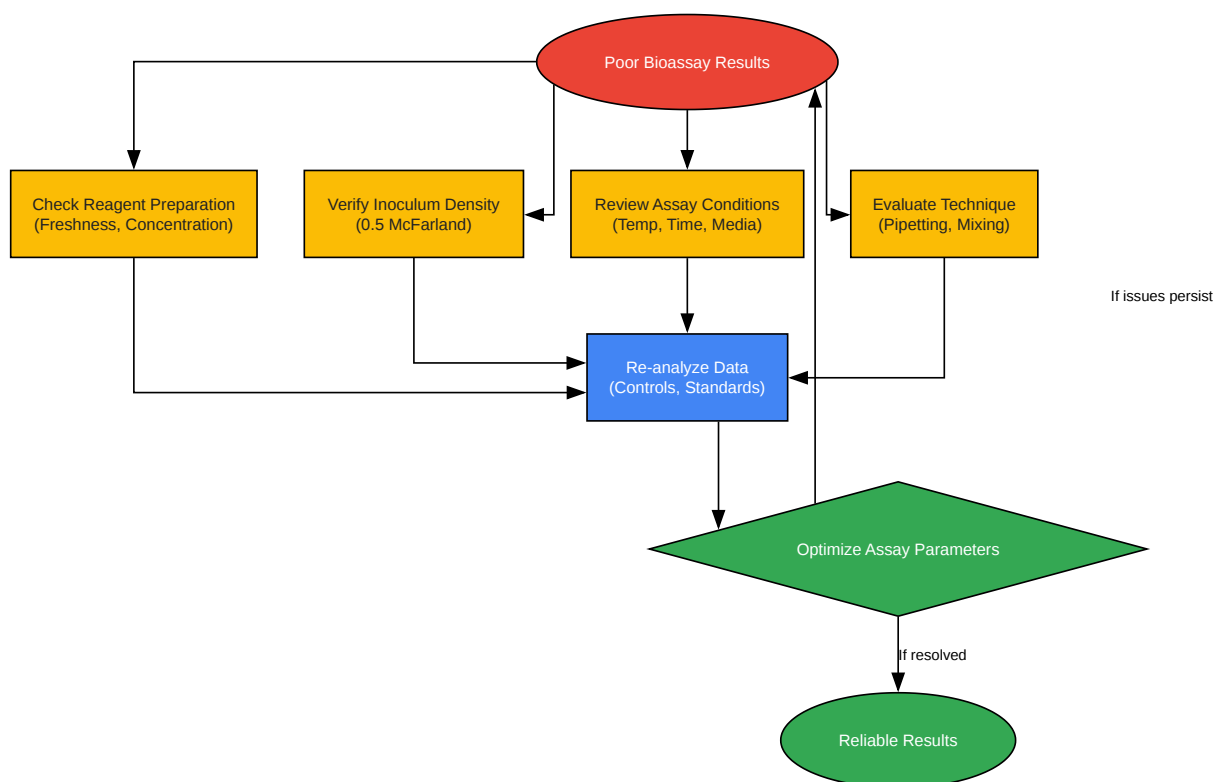 Poor Bioassay Results
Check Reagent Preparation
(Freshness, Concentration)
Verify Inoculum Density
(0.5 McFarland)
Review Assay Conditions
(Temp, Time, Media)
Evaluate Technique
(Pipetting, Mixing)
If issues persist
Re-analyze Data
(Controls, Standards)
Optimize Assay Parameters
If resolved
Reliable Results